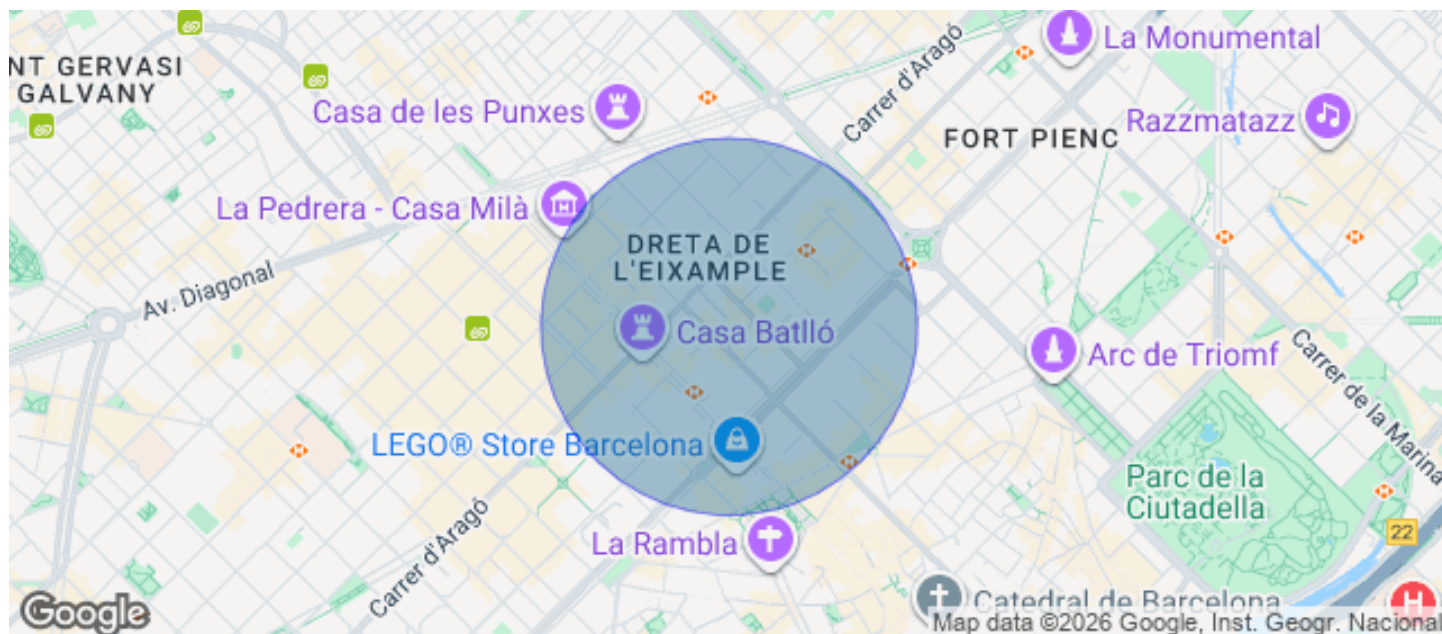 La Monumental
NT GERVASI
GALVANY
Casa de les Punxes
Carrer d'Aragó
Razzmatazz
FORT PIENC
La Pedrera - Casa Milà
DRETA DE
L'EIXAMPLE
Av. Diagonal
Casa Batlló
Arc de Triomf
Carrer de la Marina
LEGO® Store Barcelona
Parc de la
Ciutadella
22
Carrer d'Aragó
La Rambla
Catedral de Barcelona
H
Google
Map data ©2026 Google, Inst. Geogr. Nacional